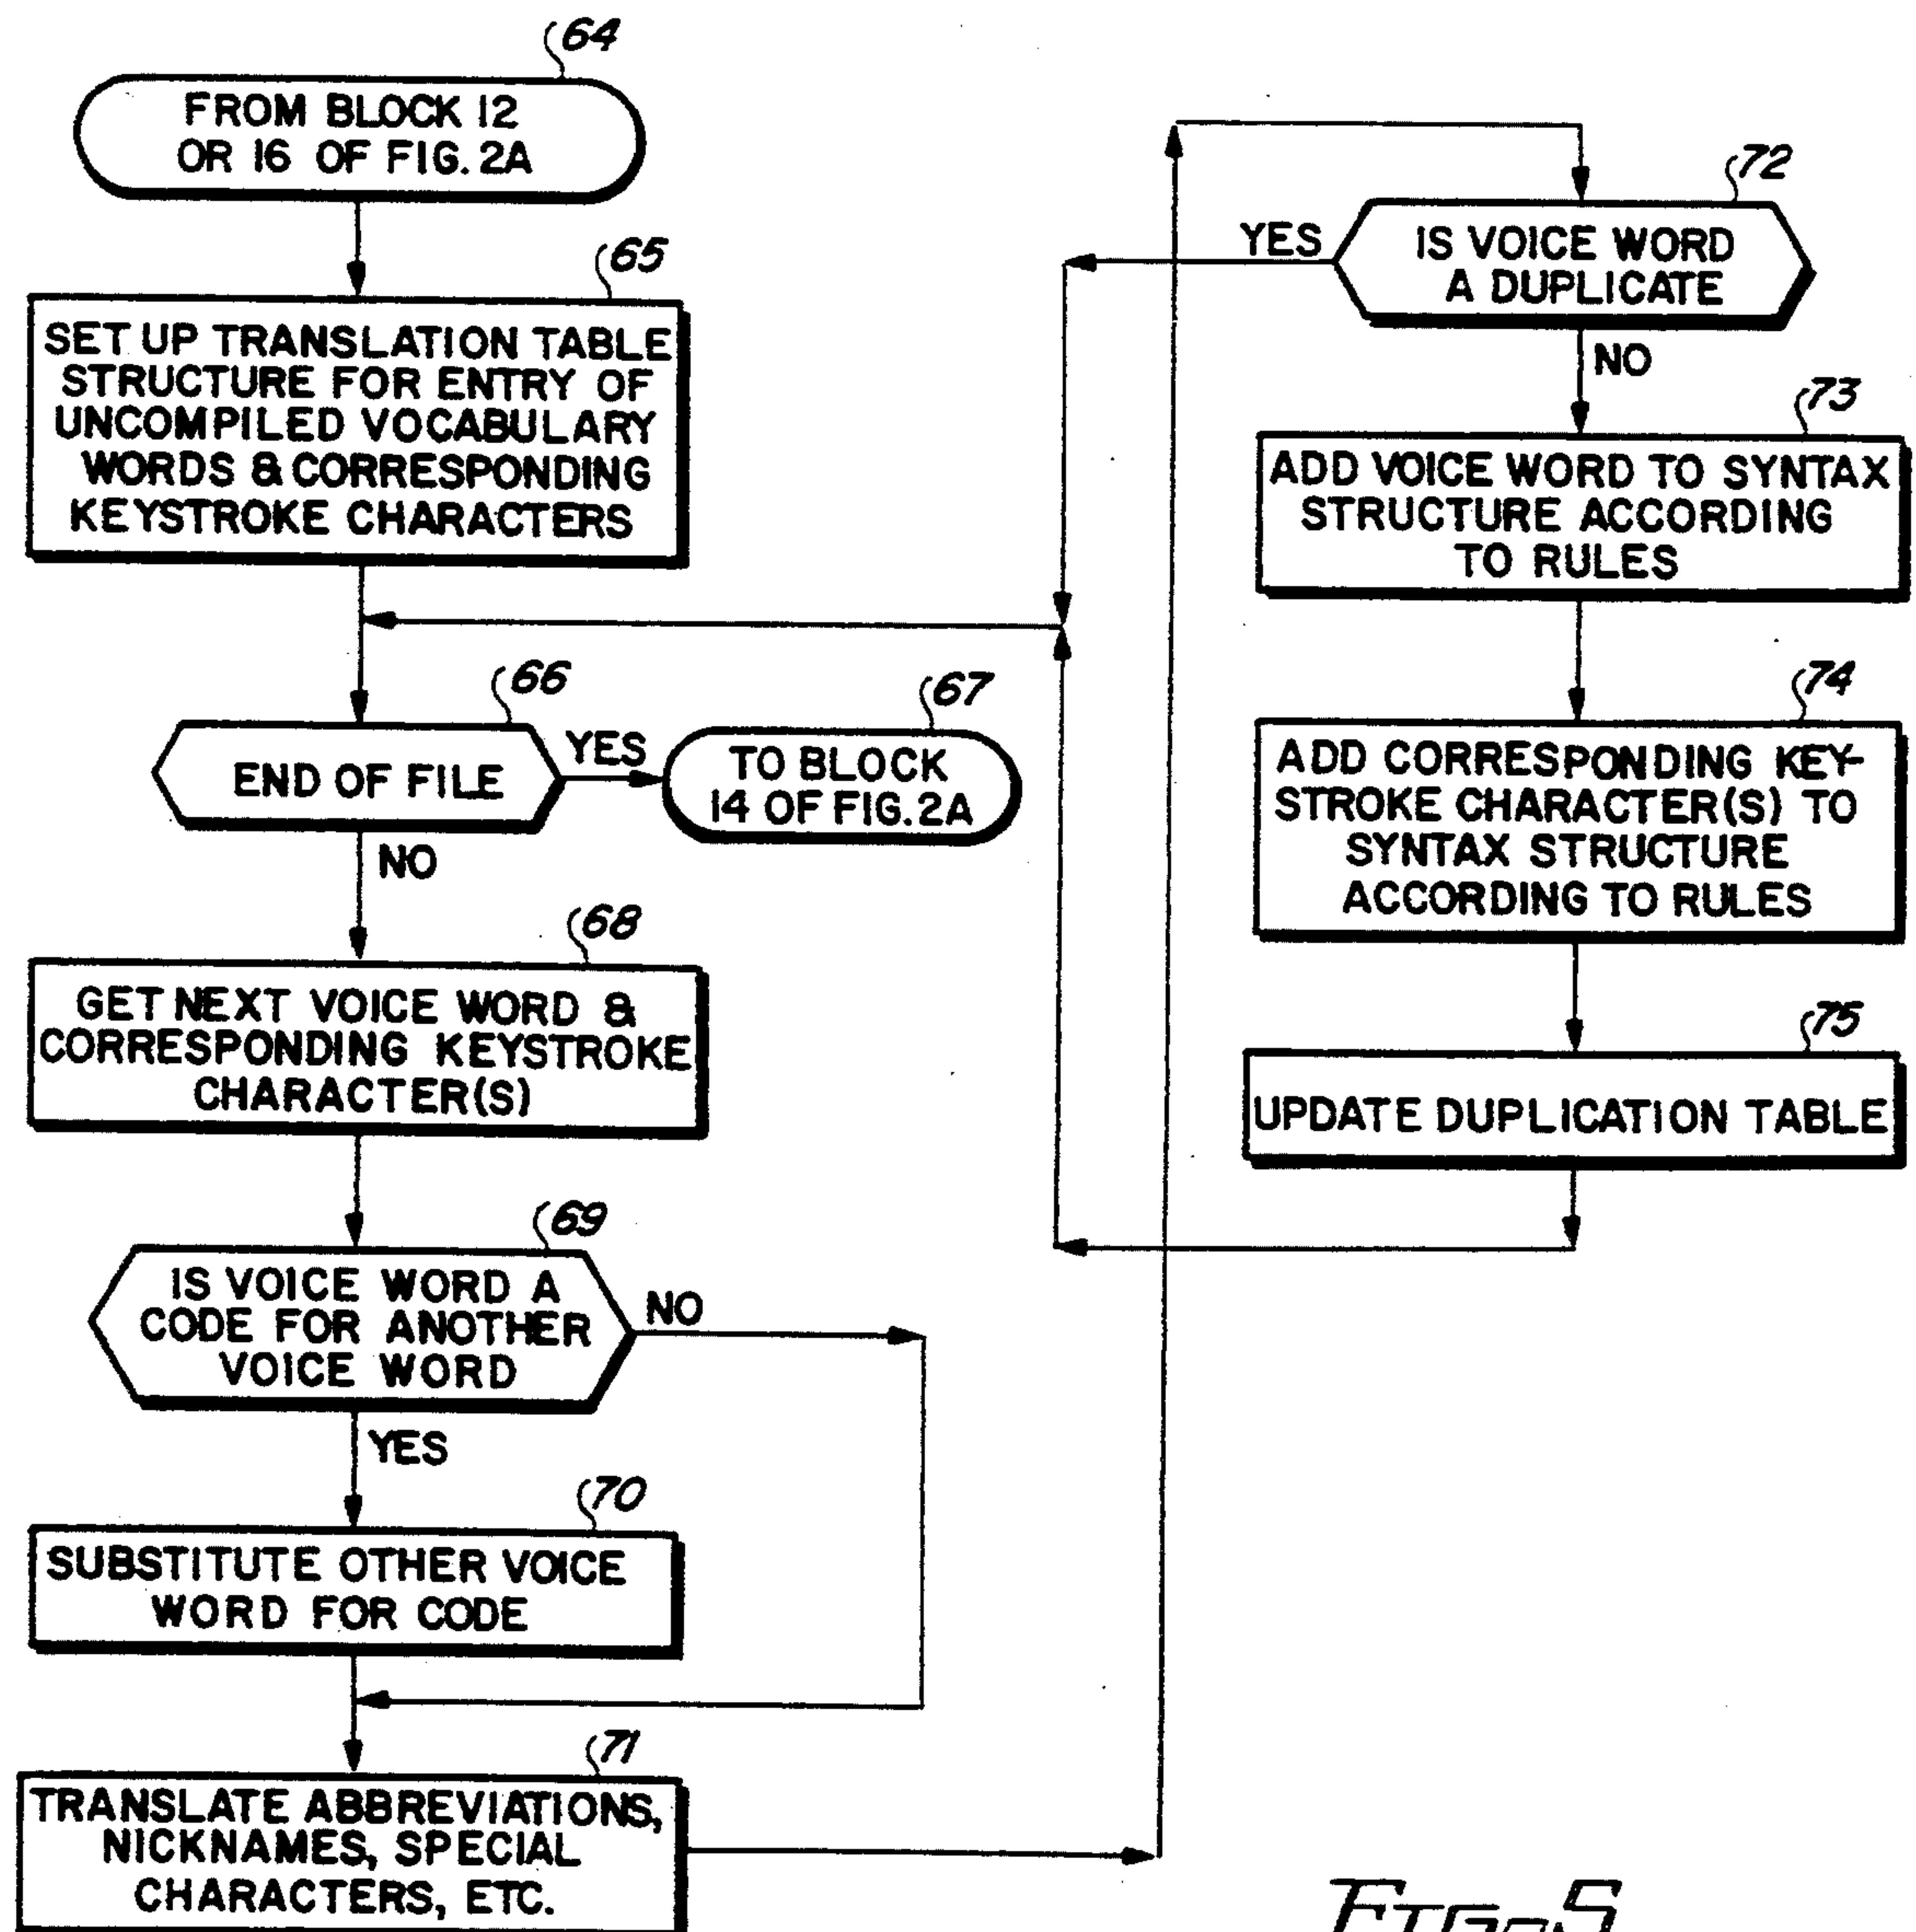 64
FROM BLOCK 12
OR 16 OF FIG. 2A
65
SET UP TRANSLATION TABLE
STRUCTURE FOR ENTRY OF
UNCOMPILED VOCABULARY
WORDS & CORRESPONDING
KEYSTROKE CHARACTERS
66
END OF FILE
YES
67
TO BLOCK
14 OF FIG. 2A
NO
68
GET NEXT VOICE WORD &
CORRESPONDING KEYSTROKE
CHARACTER(S)
69
IS VOICE WORD A
CODE FOR ANOTHER
VOICE WORD
NO
YES
70
SUBSTITUTE OTHER VOICE
WORD FOR CODE
71
TRANSLATE ABBREVIATIONS,
NICKNAMES, SPECIAL
CHARACTERS, ETC.
72
IS VOICE WORD
A DUPLICATE
YES
NO
73
ADD VOICE WORD TO SYNTAX
STRUCTURE ACCORDING
TO RULES
74
ADD CORRESPONDING KEY-
STROKE CHARACTER(S) TO
SYNTAX STRUCTURE
ACCORDING TO RULES
75
UPDATE DUPLICATION TABLE